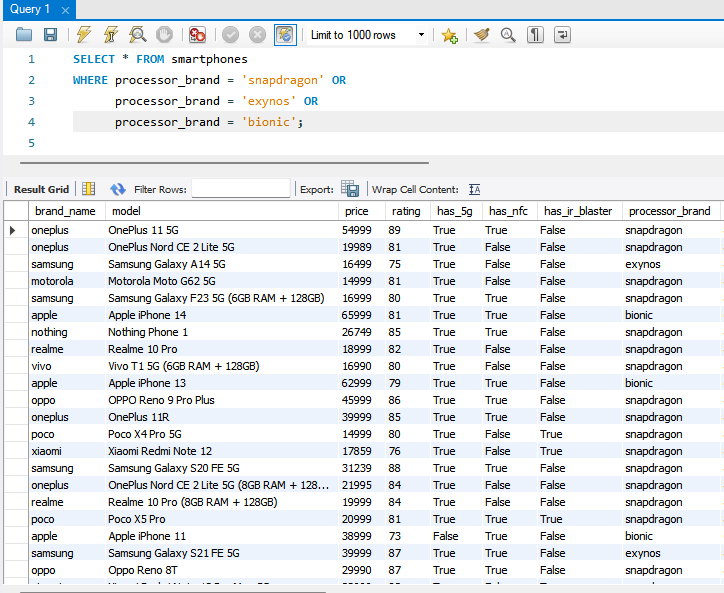 Query 1
Limit to 1000 rows
1 SELECT * FROM smartphones
2 WHERE processor_brand = 'snapdragon' OR
3 processor_brand = 'exynos' OR
4 processor_brand = 'bionic';
5
Result Grid Filter Rows: Export: Wrap Cell Content: IA
brand_name model price rating has_5g has_nfc has_ir_blaster processor_brand
oneplus OnePlus 11 5G 54999 89 True True False snapdragon
oneplus OnePlus Nord CE 2 Lite 5G 19989 81 True False False snapdragon
samsung Samsung Galaxy A14 5G 16499 75 True False False exynos
motorola Motorola Moto G62 5G 14999 81 True False False snapdragon
samsung Samsung Galaxy F23 5G (6GB RAM + 128GB) 16999 80 True True False snapdragon
apple Apple iPhone 14 65999 81 True True False bionic
nothing Nothing Phone 1 26749 85 True True False snapdragon
realme Realme 10 Pro 18999 82 True False False snapdragon
vivo Vivo T1 5G (6GB RAM + 128GB) 16990 80 True False False snapdragon
apple Apple iPhone 13 62999 79 True True False bionic
oppo OPPO Reno 9 Pro Plus 45999 86 True True False snapdragon
oneplus OnePlus 11R 39999 85 True True False snapdragon
poco Poco X4 Pro 5G 14999 80 True False True snapdragon
xiaomi Xiaomi Redmi Note 12 17859 76 True False True snapdragon
samsung Samsung Galaxy S20 FE 5G 31239 88 True True False snapdragon
oneplus OnePlus Nord CE 2 Lite 5G (8GB RAM + 128... 21995 84 True False False snapdragon
realme Realme 10 Pro (8GB RAM + 128GB) 19999 84 True False False snapdragon
poco Poco X5 Pro 20999 81 True True True snapdragon
apple Apple iPhone 11 38999 73 False True False bionic
samsung Samsung Galaxy S21 FE 5G 39999 87 True True False exynos
oppo Oppo Reno 8T 29990 87 True True False snapdragon